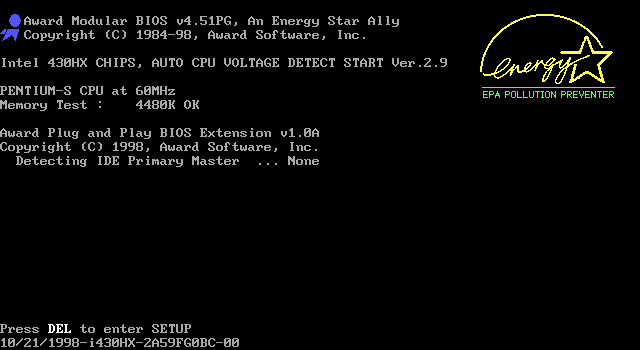 Award Modular BIOS v4.51PG, An Energy Star Ally
Copyright (C) 1984-98, Award Software, Inc.
Intel 430HX CHIPS, AUTO CPU VOLTAGE DETECT START Ver.2.9
energy
EPA POLLUTION PREVENTER
PENTIUM-S CPU at 60MHz
Memory Test :    4480K OK
Award Plug and Play BIOS Extension v1.0A
Copyright (C) 1998, Award Software, Inc.
Detecting IDE Primary Master  ... None
Press DEL to enter SETUP
10/21/1998-i430HX-2A59FG0BC-00